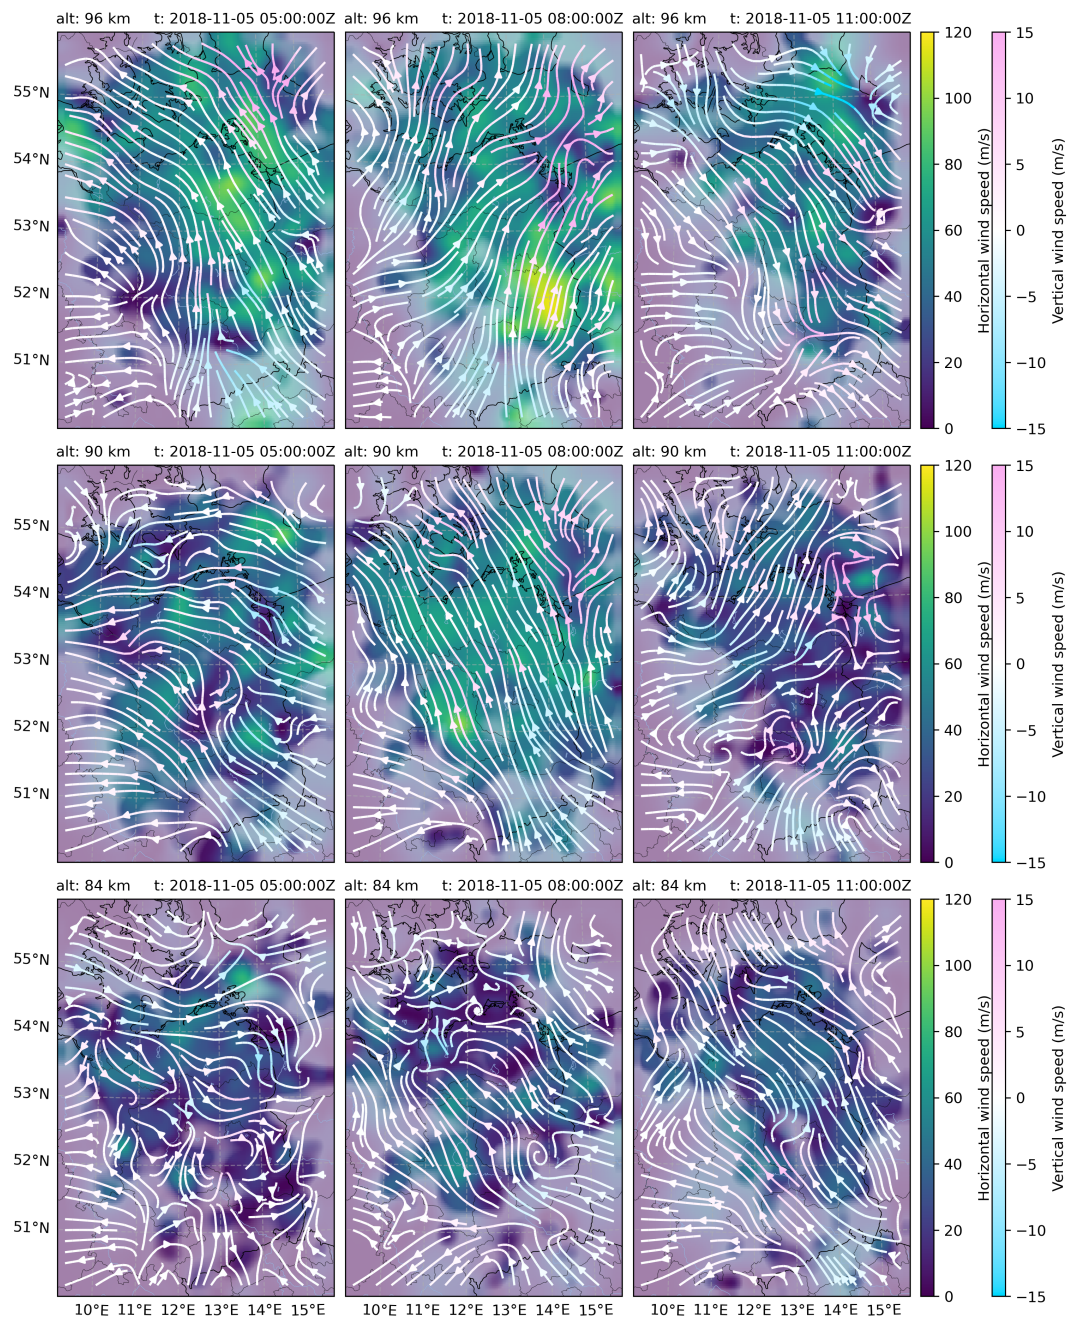 alt: 96 km t: 2018-11-05 05:00:00Z alt: 96 km t: 2018-11-05 08:00:00Z alt: 96 km t: 2018-11-05 11:00:00Z
55°N
54°N
53°N
52°N
51°N
120
100
80
60
40
20
0
Horizontal wind speed (m/s)
15
10
5
0
−5
−10
−15
Vertical wind speed (m/s)
alt: 90 km t: 2018-11-05 05:00:00Z alt: 90 km t: 2018-11-05 08:00:00Z alt: 90 km t: 2018-11-05 11:00:00Z
55°N
54°N
53°N
52°N
51°N
120
100
80
60
40
20
0
Horizontal wind speed (m/s)
15
10
5
0
−5
−10
−15
Vertical wind speed (m/s)
alt: 84 km t: 2018-11-05 05:00:00Z alt: 84 km t: 2018-11-05 08:00:00Z alt: 84 km t: 2018-11-05 11:00:00Z
55°N
54°N
53°N
52°N
51°N
120
100
80
60
40
20
0
Horizontal wind speed (m/s)
15
10
5
0
−5
−10
−15
Vertical wind speed (m/s)
10°E 11°E 12°E 13°E 14°E 15°E 10°E 11°E 12°E 13°E 14°E 15°E 10°E 11°E 12°E 13°E 14°E 15°E